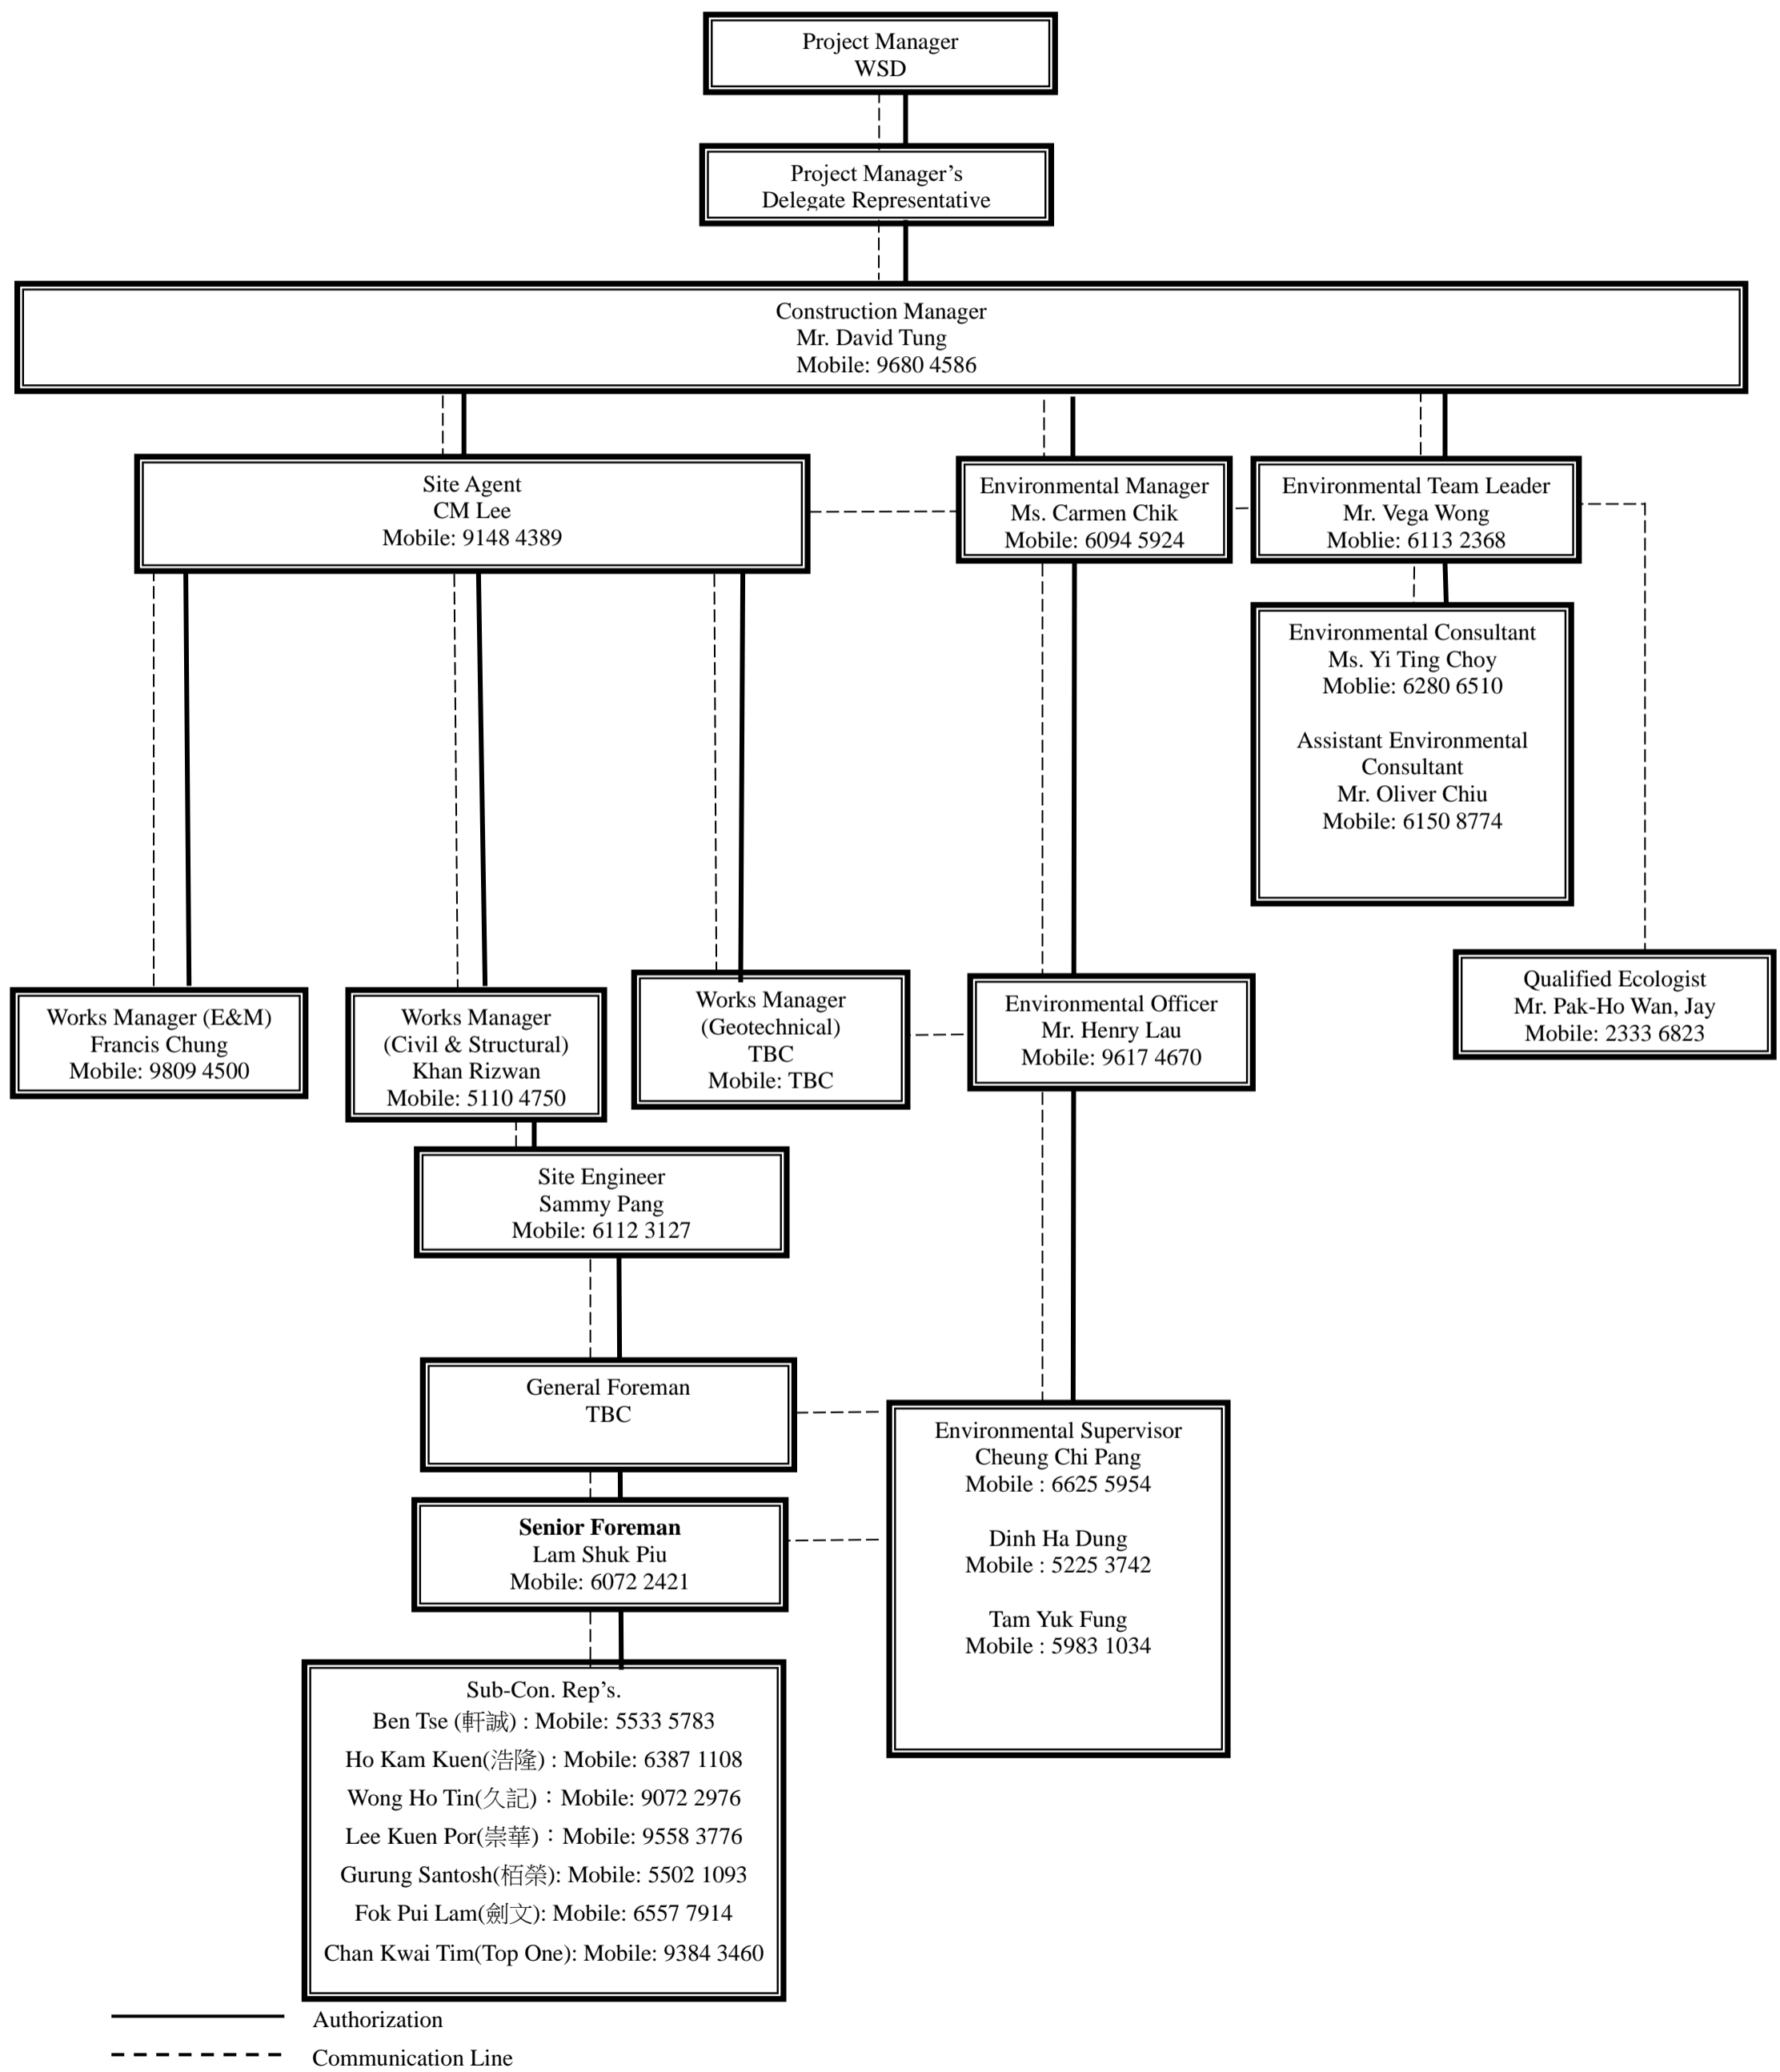 Project Manager
WSD
Project Manager’s
Delegate Representative
Construction Manager
Mr. David Tung
Mobile: 9680 4586
Site Agent
CM Lee
Mobile: 9148 4389
Environmental Manager
Ms. Carmen Chik
Mobile: 6094 5924
Environmental Team Leader
Mr. Vega Wong
Moblie: 6113 2368
Environmental Consultant
Ms. Yi Ting Choy
Moblie: 6280 6510
Assistant Environmental
Consultant
Mr. Oliver Chiu
Mobile: 6150 8774
Works Manager (E&M)
Francis Chung
Mobile: 9809 4500
Works Manager
(Civil & Structural)
Khan Rizwan
Mobile: 5110 4750
Works Manager
(Geotechnical)
TBC
Mobile: TBC
Environmental Officer
Mr. Henry Lau
Mobile: 9617 4670
Qualified Ecologist
Mr. Pak-Ho Wan, Jay
Mobile: 2333 6823
Site Engineer
Sammy Pang
Mobile: 6112 3127
General Foreman
TBC
Environmental Supervisor
Cheung Chi Pang
Mobile : 6625 5954
Dinh Ha Dung
Mobile : 5225 3742
Tam Yuk Fung
Mobile : 5983 1034
Senior Foreman
Lam Shuk Piu
Mobile: 6072 2421
Sub-Con. Rep’s.
Ben Tse (軒誠) : Mobile: 5533 5783
Ho Kam Kuen(浩隆) : Mobile: 6387 1108
Wong Ho Tin(久記)：Mobile: 9072 2976
Lee Kuen Por(崇華)：Mobile: 9558 3776
Gurung Santosh(栢榮): Mobile: 5502 1093
Fok Pui Lam(劍文): Mobile: 6557 7914
Chan Kwai Tim(Top One): Mobile: 9384 3460
Authorization
Communication Line